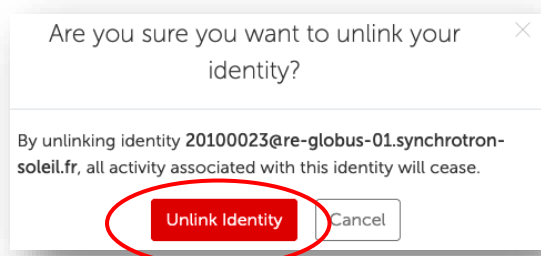 Are you sure you want to unlink your
identity?
By unlinking identity 20100023@re-globus-01.synchrotron-
soleil.fr, all activity associated with this identity will cease.
Unlink Identity Cancel